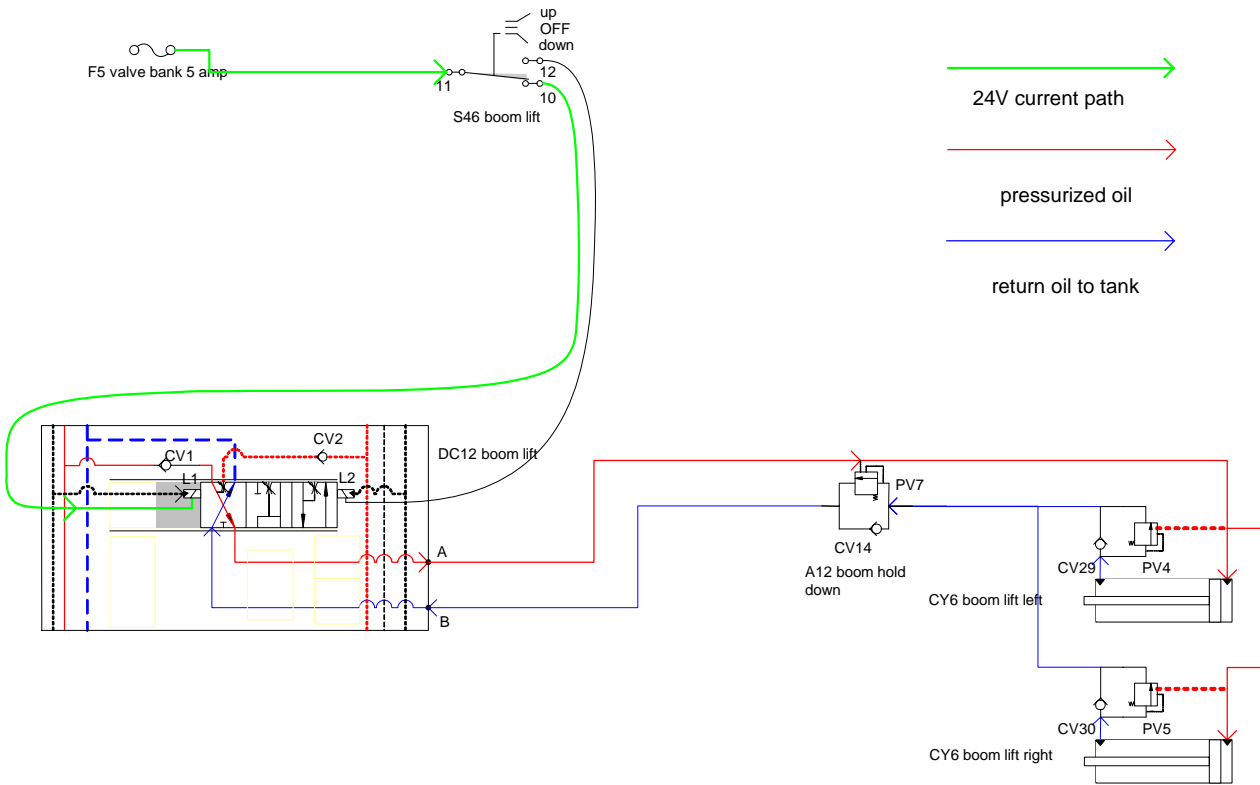 up
OFF
down
F5 valve bank 5 amp
11
12
10
S46 boom lift
24V current path
pressurized oil
return oil to tank
CV1
CV2
DC12 boom lift
L1
L2
A
B
PV7
CV14
A12 boom hold
down
CV29
PV4
CY6 boom lift left
CV30
PV5
CY6 boom lift right